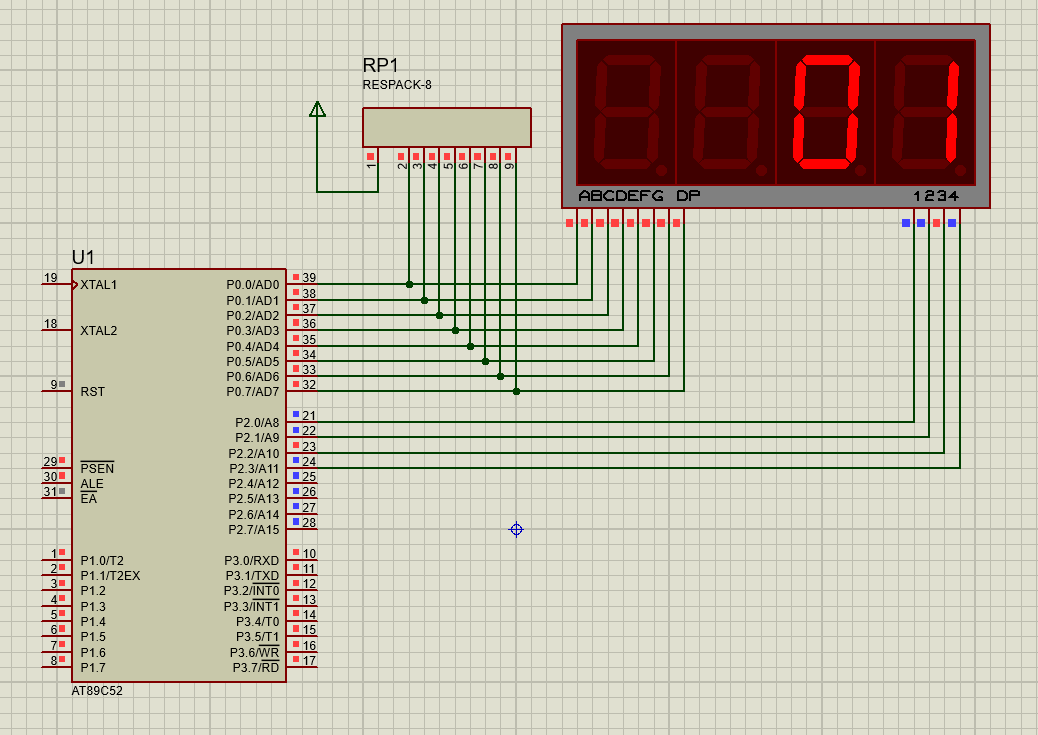 RP1
RESPACK-8
1 2 3 4 5 6 7 8 9
01
ABCDEFG DP 1234
U1
19 XTAL1 P0.0/AD0 39
P0.1/AD1 38
P0.2/AD2 37
18 XTAL2 P0.3/AD3 36
P0.4/AD4 35
P0.5/AD5 34
P0.6/AD6 33
9 RST P0.7/AD7 32
P2.0/A8 21
P2.1/A9 22
P2.2/A10 23
29 PSEN P2.3/A11 24
30 ALE P2.4/A12 25
31 EA P2.5/A13 26
P2.6/A14 27
P2.7/A15 28
1 P1.0/T2 P3.0/RXD 10
2 P1.1/T2EX P3.1/TXD 11
3 P1.2 P3.2/INT0 12
4 P1.3 P3.3/INT1 13
5 P1.4 P3.4/T0 14
6 P1.5 P3.5/T1 15
7 P1.6 P3.6/WR 16
8 P1.7 P3.7/RD 17
AT89C52